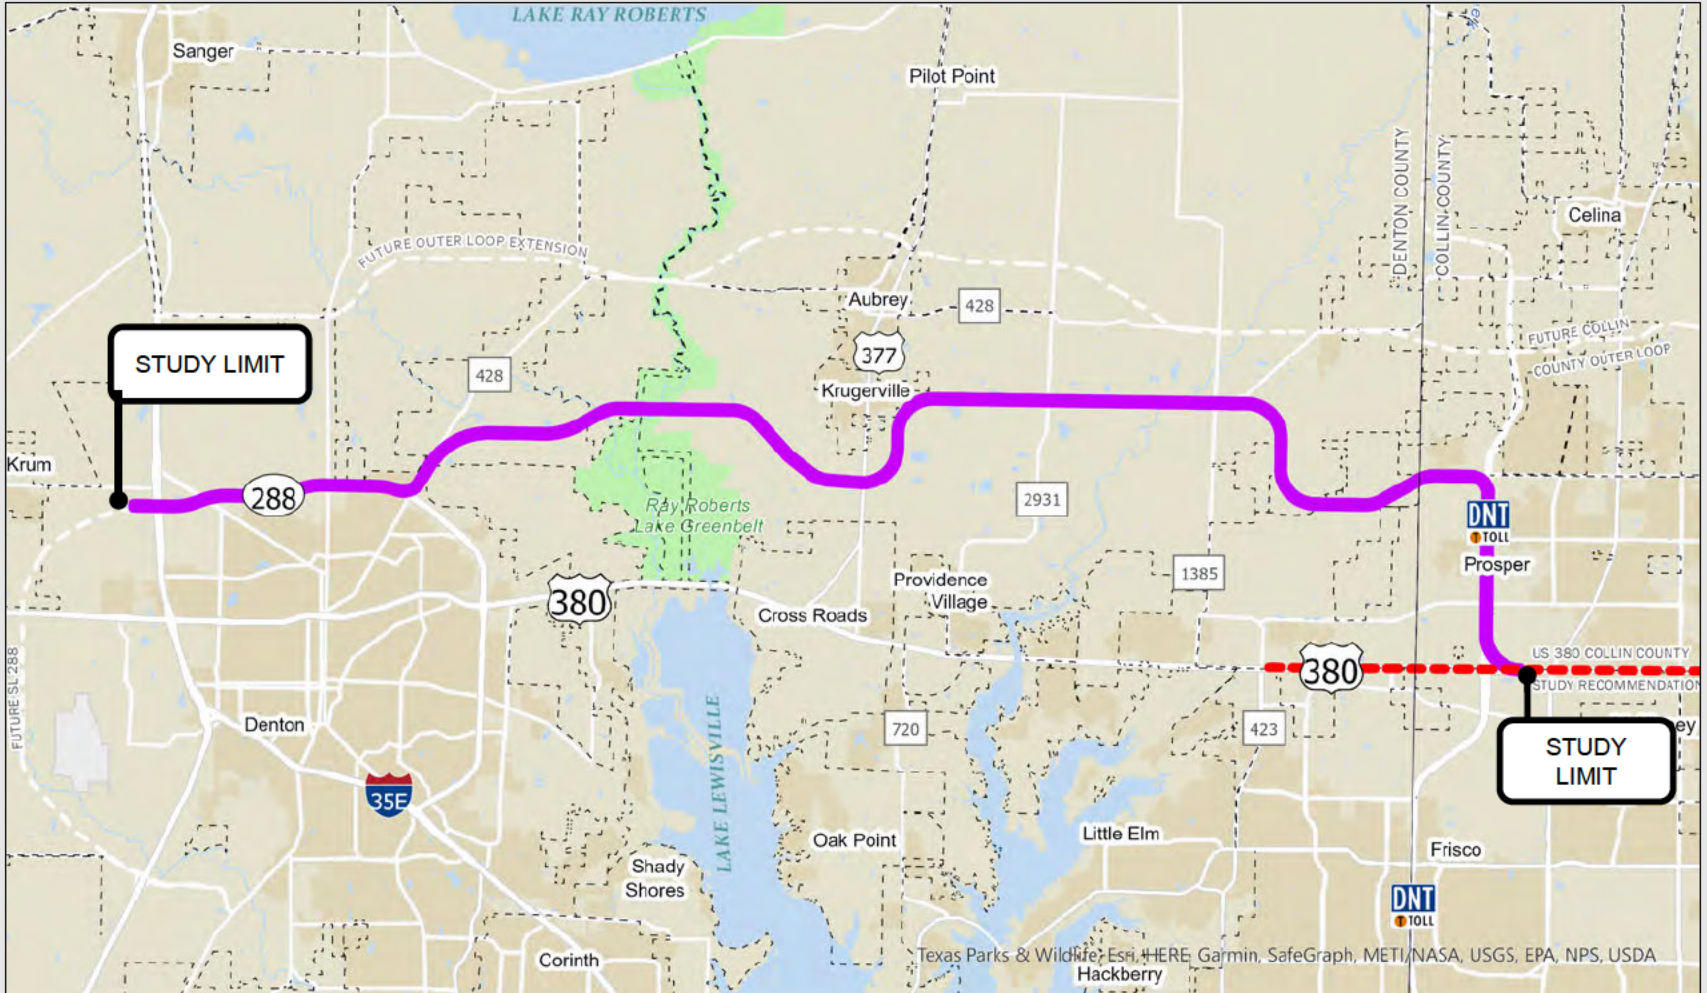 LAKE RAY ROBERTS
Sanger
Pilot Point
DENTON COUNTY
COLLIN COUNTY
Celina
FUTURE OUTER LOOP EXTENSION
Aubrey
428
FUTURE COLLIN
COUNTY OUTER LOOP
STUDY LIMIT
377
428
Krugerville
Krum
288
Ray Roberts
Lake Greenbelt
2931
DNT
TOLL
Prosper
1385
Providence
Village
380
Cross Roads
FUTURE SL 288
US 380 COLLIN COUNTY
STUDY RECOMMENDATION
380
LAKE LEWISVILLE
Denton
720
423
ey
STUDY
LIMIT
35E
Oak Point
Little Elm
Frisco
Shady
Shores
DNT
TOLL
Corinth
Texas Parks & Wildlife, Esri, HERE, Garmin, SafeGraph, METI/NASA, USGS, EPA, NPS, USDA
Hackberry